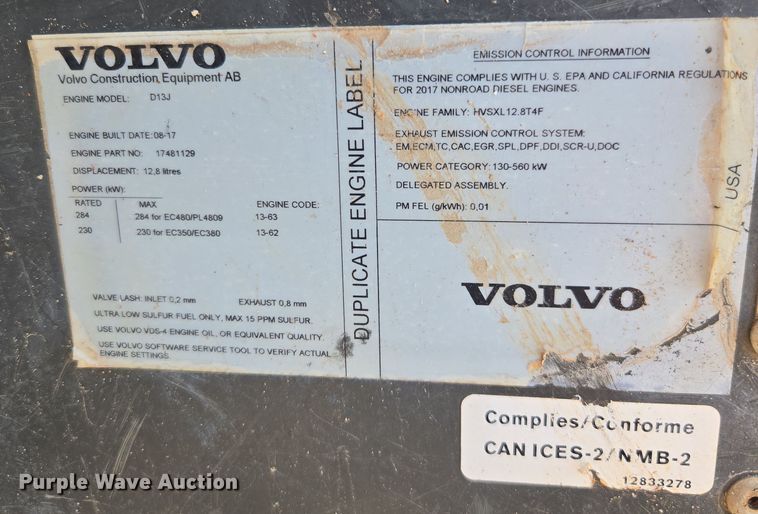 VOLVO
Volvo Construction Equipment AB
ENGINE MODEL: D13J
ENGINE BUILT DATE:08-17
ENGINE PART NO: 17481129
DISPLACEMENT: 12,8 litres
POWER (kW):
RATED MAX ENGINE CODE:
284 284 for EC480/PL4809 13-63
230 230 for EC350/EC380 13-62
VALVE LASH: INLET 0,2 mm EXHAUST 0,8 mm
ULTRA LOW SULFUR FUEL ONLY, MAX 15 PPM SULFUR.
USE VOLVO VDS-4 ENGINE OIL, OR EQUIVALENT QUALITY.
USE VOLVO SOFTWARE SERVICE TOOL TO VERIFY ACTUAL
ENGINE SETTINGS.
DUPLICATE ENGINE LABEL
EMISSION CONTROL INFORMATION
THIS ENGINE COMPLIES WITH U. S. EPA AND CALIFORNIA REGULATIONS
FOR 2017 NONROAD DIESEL ENGINES.
ENGINE FAMILY: HVSXL12.8T4F
EXHAUST EMISSION CONTROL SYSTEM:
EM,ECM,TC,CAC,EGR,SPL,DPF,DDI,SCR-U,DOC
POWER CATEGORY: 130-560 kW
DELEGATED ASSEMBLY.
PM FEL (g/kWh): 0,01
USA
VOLVO
Complies/Conforme
CAN ICES-2/NMB-2
12833278
Purple Wave Auction